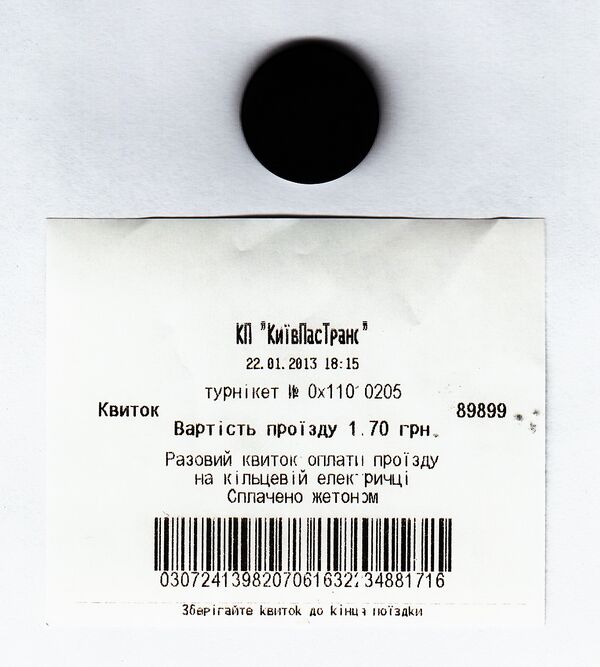 КП "КиївПасТранс"
22.01.2013 18:15
турнікет № 0x110 0205
Квиток 89899
Вартість проїзду 1.70 грн.
Разовий квиток оплати проїзду
на кільцевій електричці
Сплачено жетоном
Зберігайте квиток до кінця поїздки